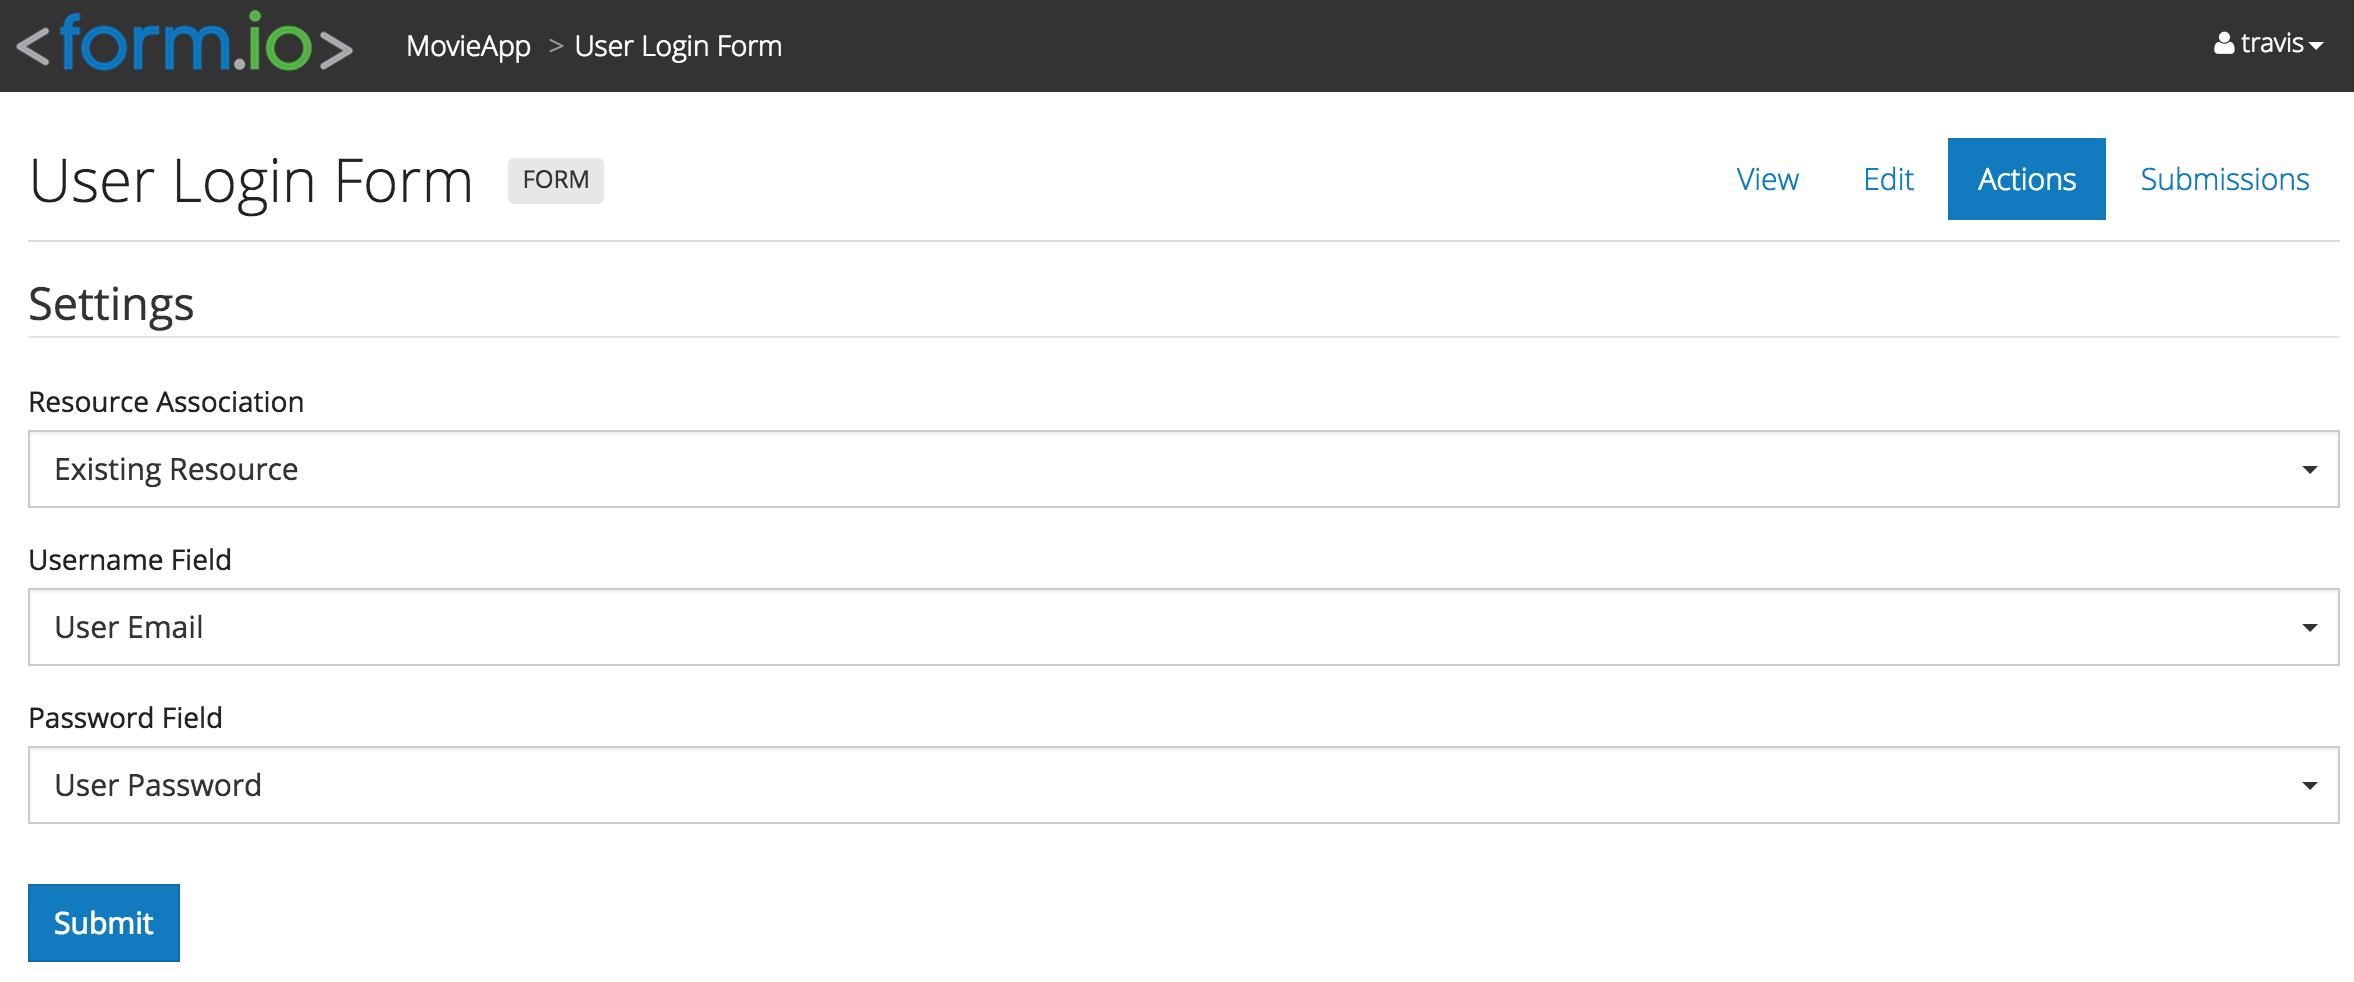 <form.io> MovieApp > User Login Form travis
User Login Form FORM View Edit Actions Submissions
Settings
Resource Association
Existing Resource
Username Field
User Email
Password Field
User Password
Submit